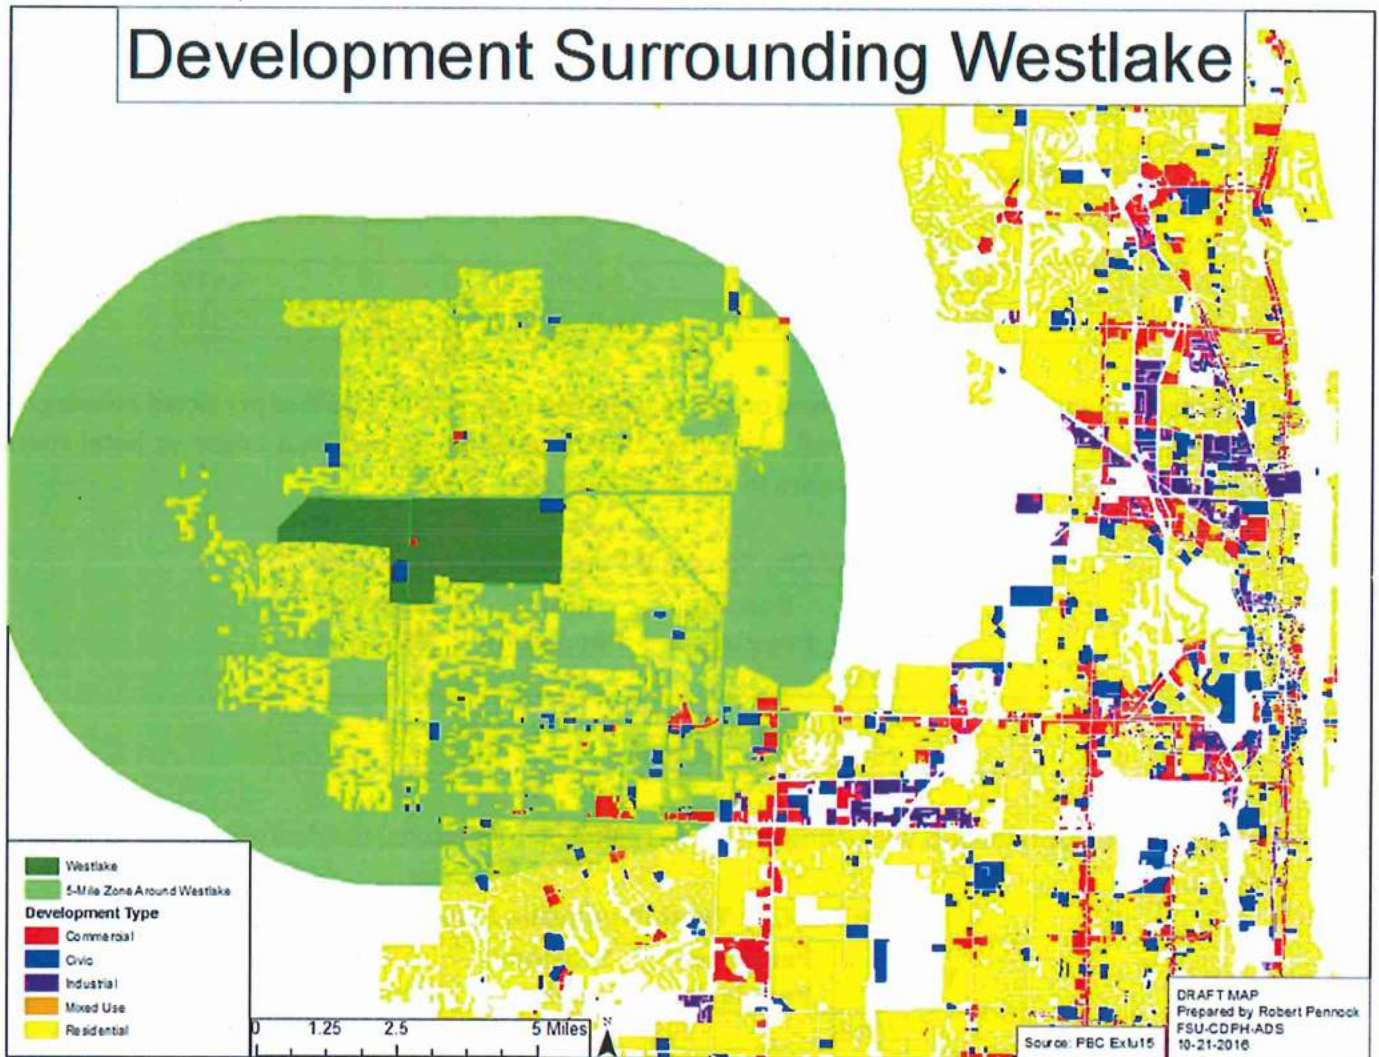 Development Surrounding Westlake
Westlake
5-Mile Zone Around Westlake
Development Type
Commercial
Civic
Industrial
Mixed Use
Residential
0 1.25 2.5 5 Miles
N
Source: PBC Exlu15
DRAFT MAP
Prepared by Robert Pennock
FSU-CDPH-ADS
10-21-2016